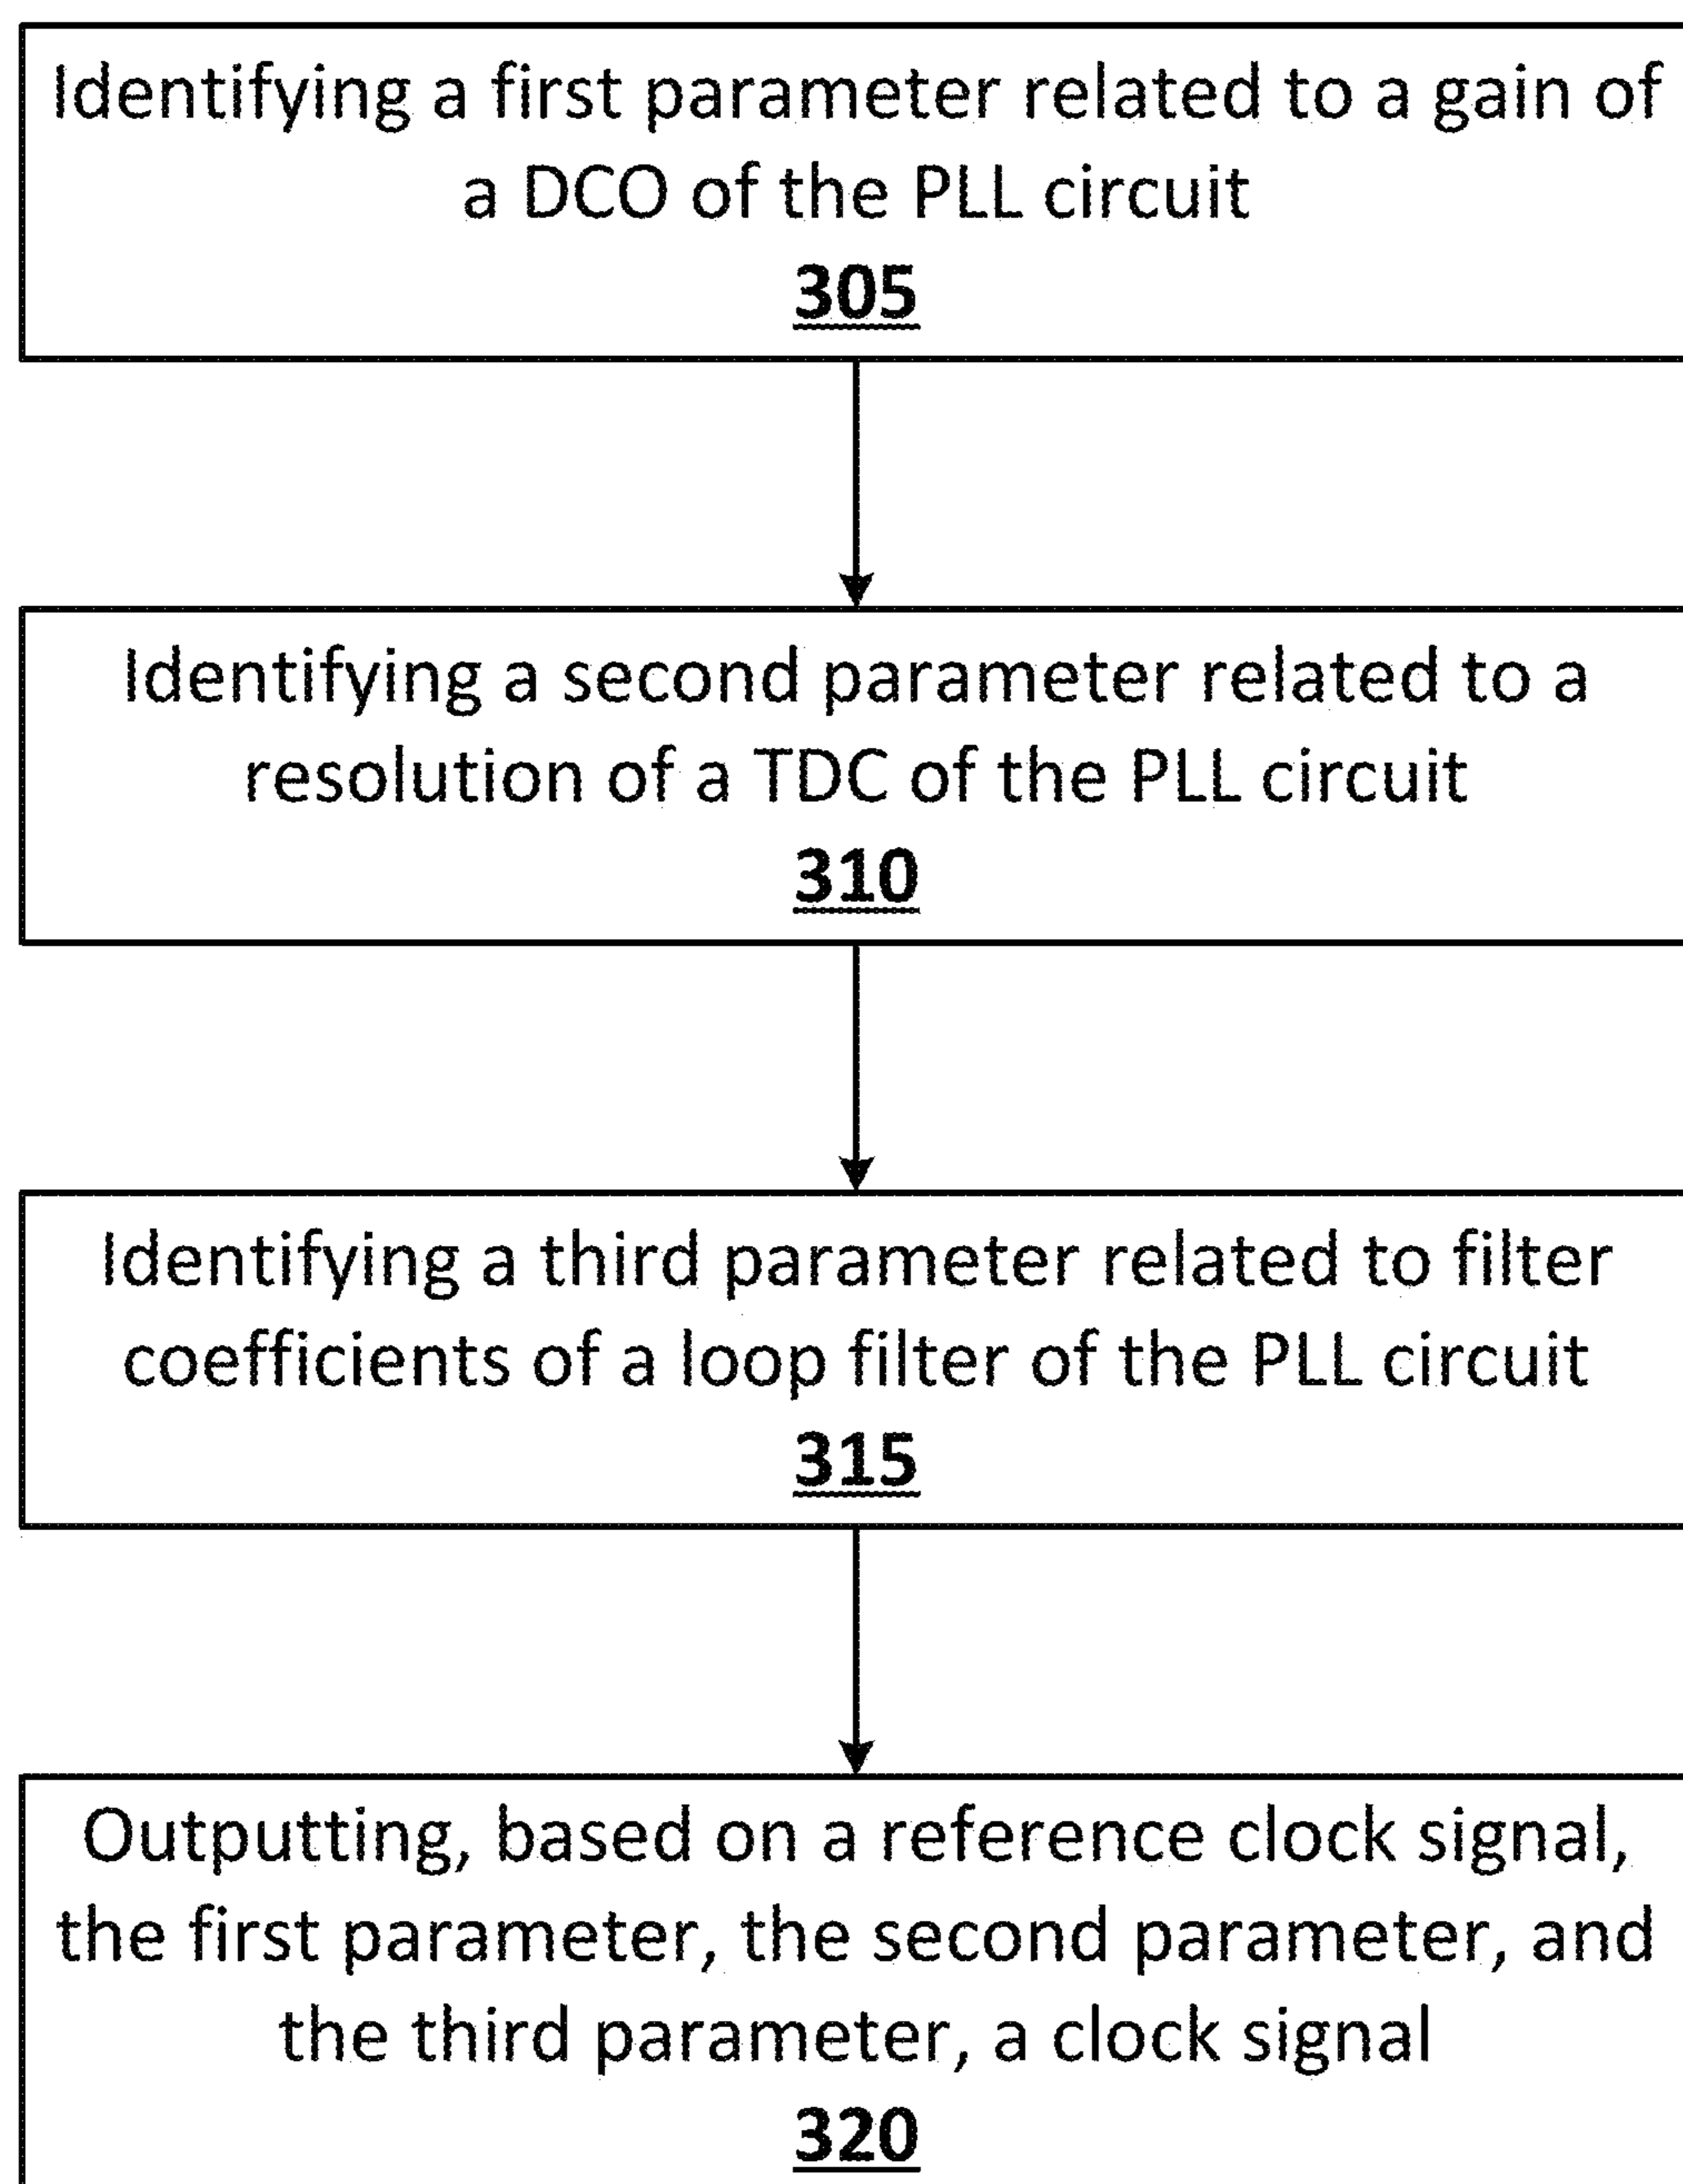 Identifying a first parameter related to a gain of
a DCO of the PLL circuit
305
Identifying a second parameter related to a
resolution of a TDC of the PLL circuit
310
Identifying a third parameter related to filter
coefficients of a loop filter of the PLL circuit
315
Outputting, based on a reference clock signal,
the first parameter, the second parameter, and
the third parameter, a clock signal
320